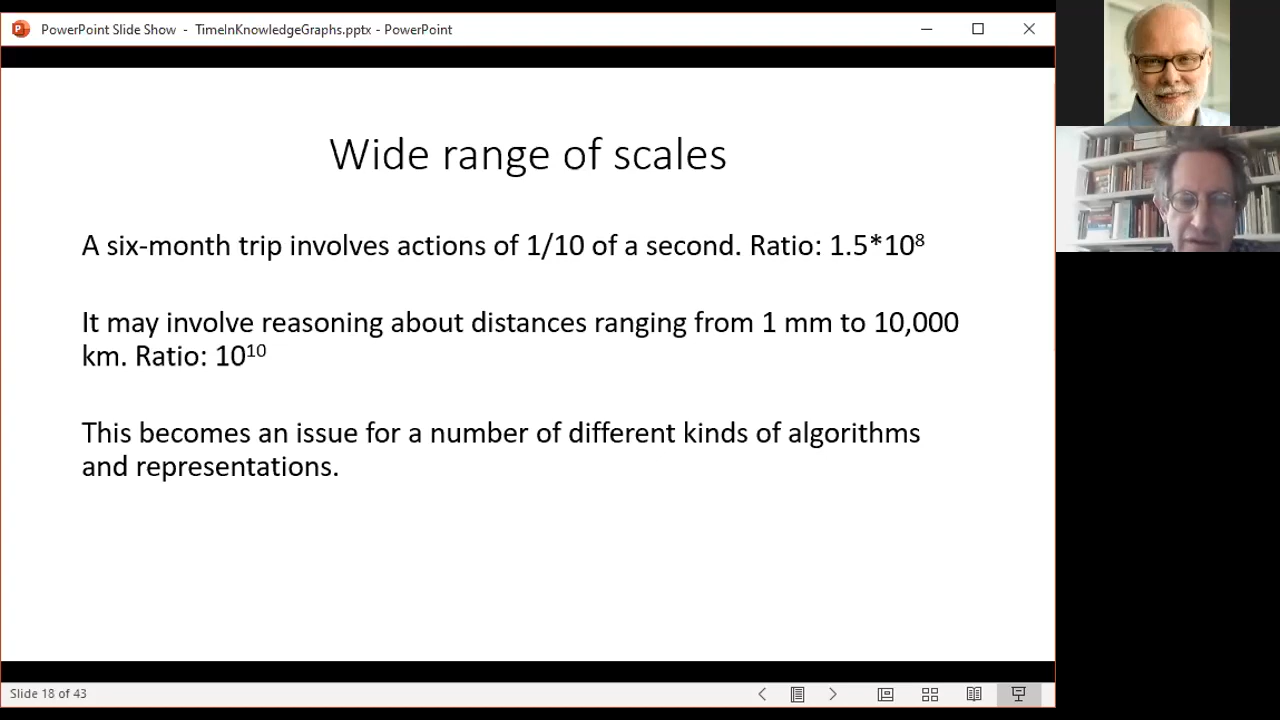 PowerPoint Slide Show - TimeInKnowledgeGraphs.pptx - PowerPoint
Wide range of scales
A six-month trip involves actions of 1/10 of a second. Ratio: 1.5*10⁸
It may involve reasoning about distances ranging from 1 mm to 10,000
km. Ratio: 10¹⁰
This becomes an issue for a number of different kinds of algorithms
and representations.
Slide 18 of 43